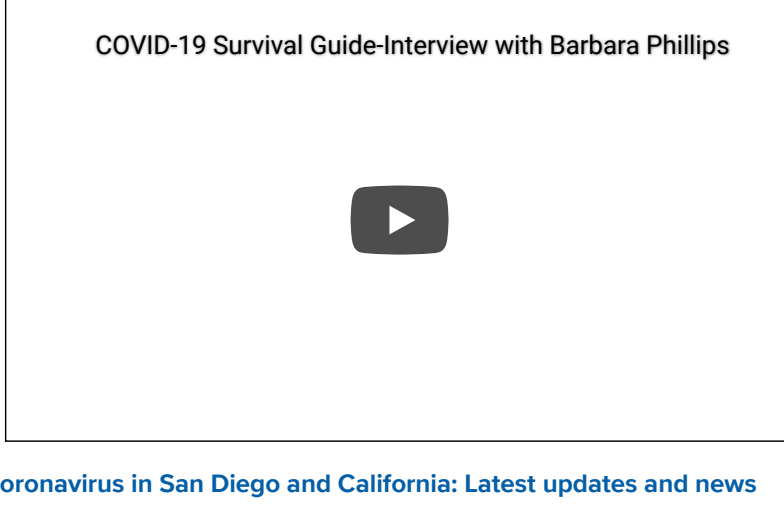 COVID-19 Survival Guide-Interview with Barbara Phillips
oronavirus in San Diego and California: Latest updates and news